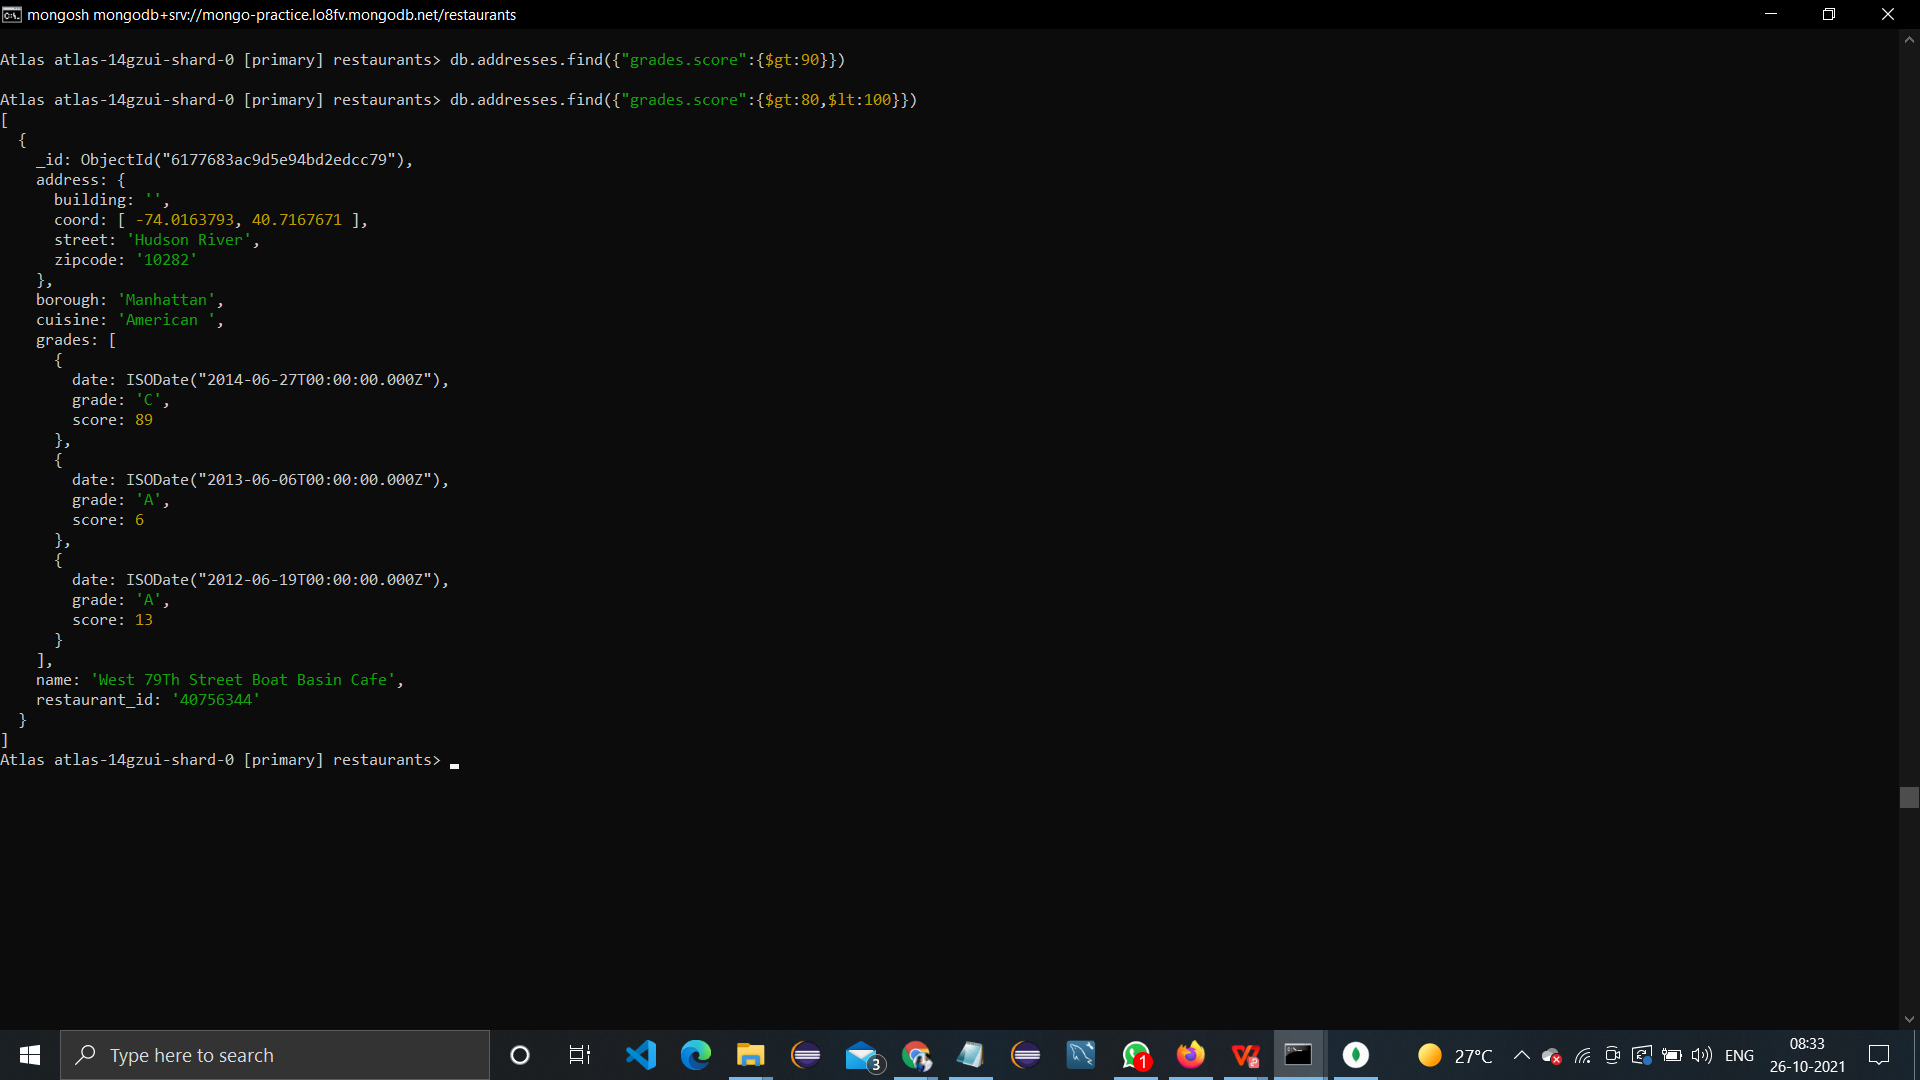 mongosh mongodb+srv://mongo-practice.lo8fv.mongodb.net/restaurants
Atlas atlas-14gzui-shard-0 [primary] restaurants> db.addresses.find({"grades.score":{$gt:90}})
Atlas atlas-14gzui-shard-0 [primary] restaurants> db.addresses.find({"grades.score":{$gt:80,$lt:100}})
[
{
_id: ObjectId("6177683ac9d5e94bd2edcc79"),
address: {
building: '',
coord: [ -74.0163793, 40.7167671 ],
street: 'Hudson River',
zipcode: '10282'
},
borough: 'Manhattan',
cuisine: 'American ',
grades: [
{
date: ISODate("2014-06-27T00:00:00.000Z"),
grade: 'C',
score: 89
},
{
date: ISODate("2013-06-06T00:00:00.000Z"),
grade: 'A',
score: 6
},
{
date: ISODate("2012-06-19T00:00:00.000Z"),
grade: 'A',
score: 13
}
],
name: 'West 79Th Street Boat Basin Cafe',
restaurant_id: '40756344'
}
]
Atlas atlas-14gzui-shard-0 [primary] restaurants>
Type here to search
3
1
27°C
ENG
08:33
26-10-2021